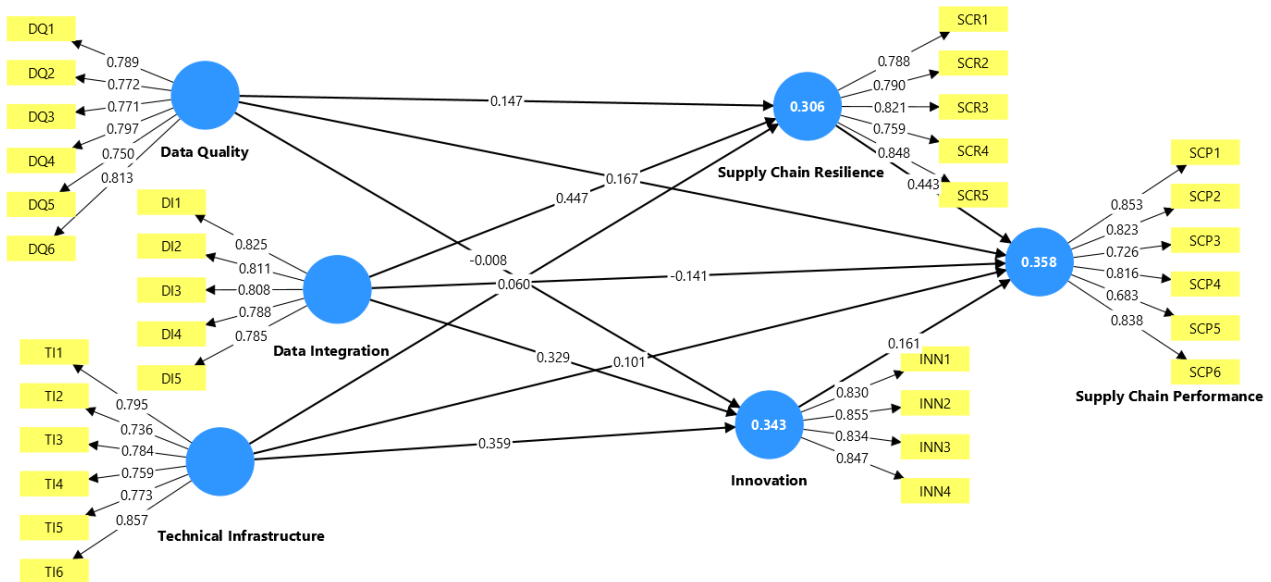 DQ1
DQ2
DQ3
DQ4
DQ5
DQ6
0.789
0.772
0.771
0.797
0.750
0.813
Data Quality
DI1
DI2
DI3
DI4
DI5
0.825
0.811
0.808
0.788
0.785
Data Integration
TI1
TI2
TI3
TI4
TI5
TI6
0.795
0.736
0.784
0.759
0.773
0.857
Technical Infrastructure
0.147
0.167
0.447
-0.008
0.060
-0.141
0.329
0.101
0.359
0.306
Supply Chain Resilience
0.788
0.790
0.821
0.759
0.848
0.443
SCR1
SCR2
SCR3
SCR4
SCR5
0.343
Innovation
0.161
0.830
0.855
0.834
0.847
INN1
INN2
INN3
INN4
0.358
Supply Chain Performance
0.853
0.823
0.726
0.816
0.683
0.838
SCP1
SCP2
SCP3
SCP4
SCP5
SCP6